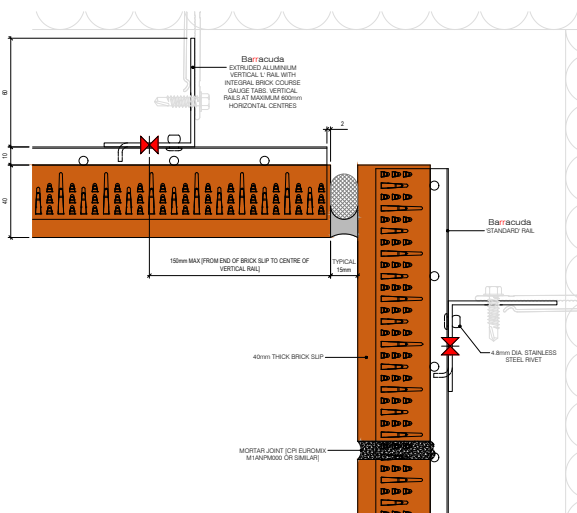 Barracuda
EXTRUDED ALUMINIUM
VERTICAL 'L' RAIL WITH
INTEGRAL BRICK COURSE
GAUGE TABS. VERTICAL
RAILS AT MAXIMUM 600mm
HORIZONTAL CENTRES
60
10
40
2
150mm MAX [FROM END OF BRICK SLIP TO CENTRE OF
VERTICAL RAIL]
TYPICAL
15mm
Barracuda
'STANDARD' RAIL
40mm THICK BRICK SLIP
4.8mm DIA. STAINLESS
STEEL RIVET
MORTAR JOINT [CPI EUROMIX
M1ANPM000 OR SIMILAR]